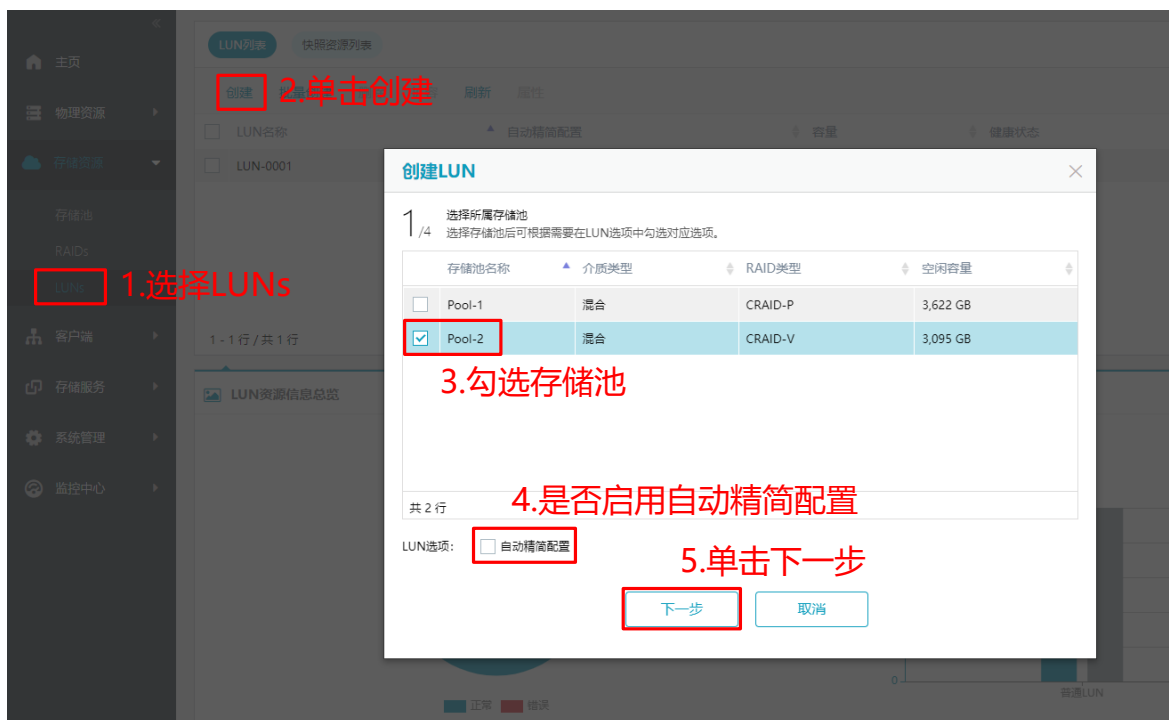 LUN列表 快照资源列表
主页
创建 2.单击创建 刷新 属性
物理资源
LUN名称 自动精简配置 容量 健康状态
存储资源
LUN-0001
创建LUN
1/4 选择所属存储池
选择存储池后可根据需要在LUN选项中勾选对应选项。
存储池
RAIDs
LUNs
1.选择LUNs
存储池名称 介质类型 RAID类型 空闲容量
Pool-1 混合 CRAID-P 3,622 GB
Pool-2 混合 CRAID-V 3,095 GB
客户端
1 - 1 行 / 共 1 行
3.勾选存储池
存储服务
LUN资源信息总览
系统管理
监控中心
共 2 行
4.是否启用自动精简配置
LUN选项: 自动精简配置
5.单击下一步
下一步 取消
0
普通LUN
正常 错误